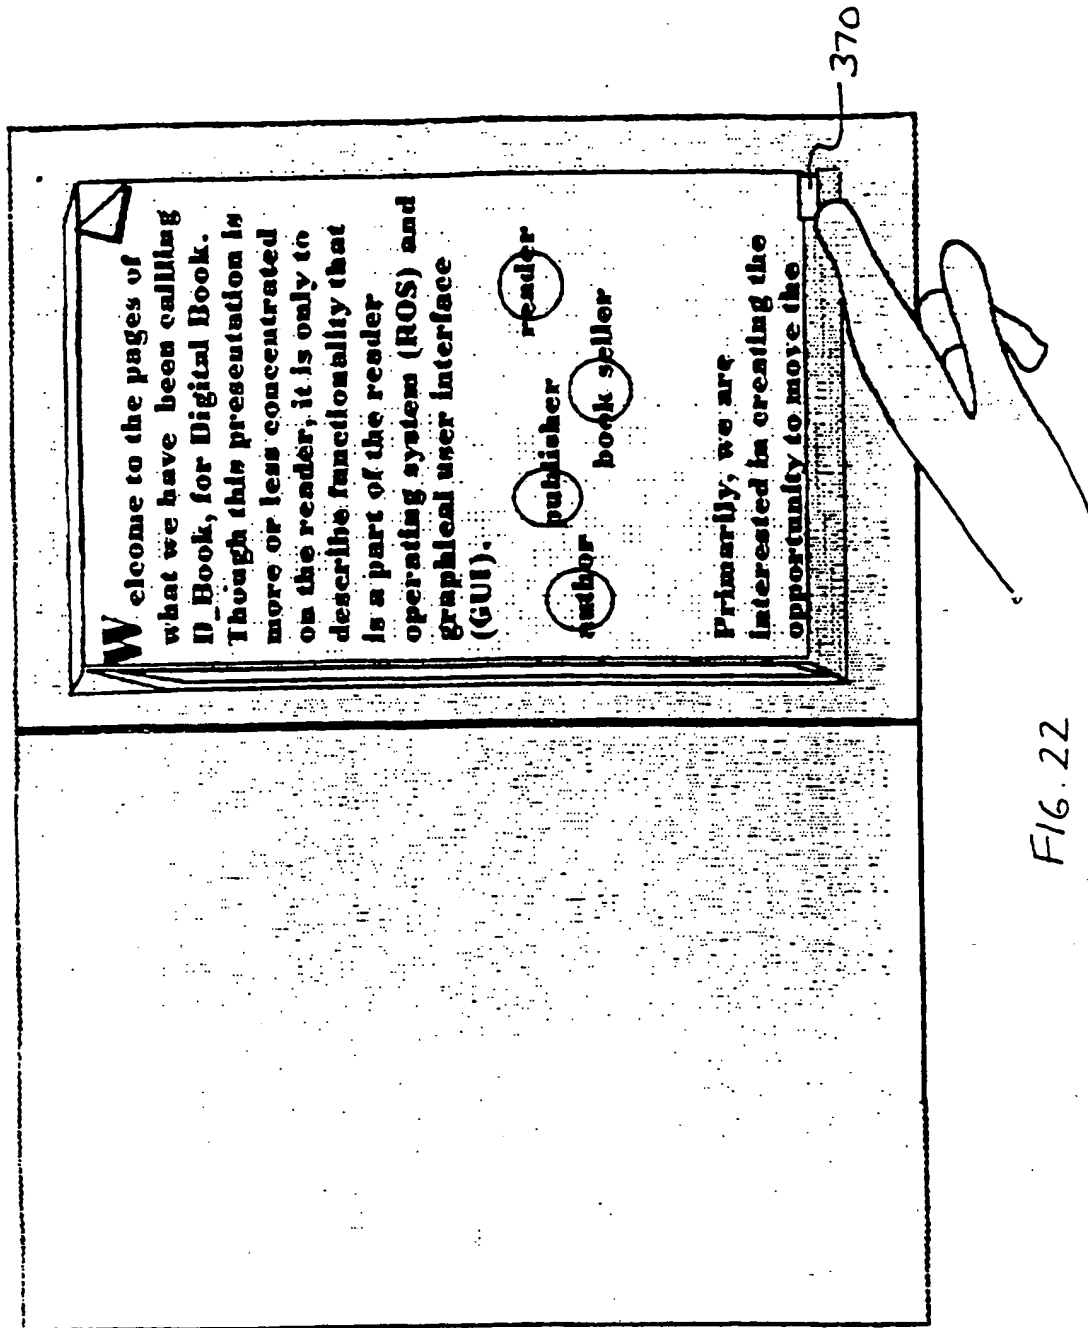 Welcome to the pages of
what we have been callling
D_Book, for Digital Book.
Though this presentation is
more or less concentrated
on the reader, it is only to
describe functionality that
is a part of the reader
operating system (ROS) and
graphical user interface
(GUI).
author
publisher
book seller
reader
Primarily, we are
interested in creating the
opportunity to move the
370
FIG. 22